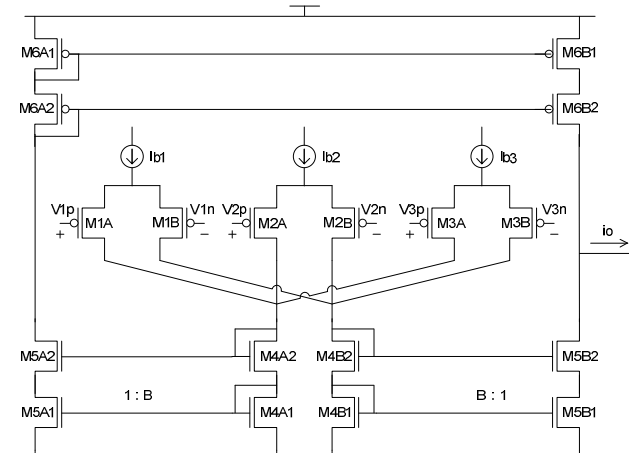 M6A1 M6B1
M6A2 M6B2
Ib1 Ib2 Ib3
V1p V1n V2p V2n V3p V3n
M1A M1B M2A M2B M3A M3B
+ − + − + −
io
M5A2 M4A2 M4B2 M5B2
1 : B B : 1
M5A1 M4A1 M4B1 M5B1